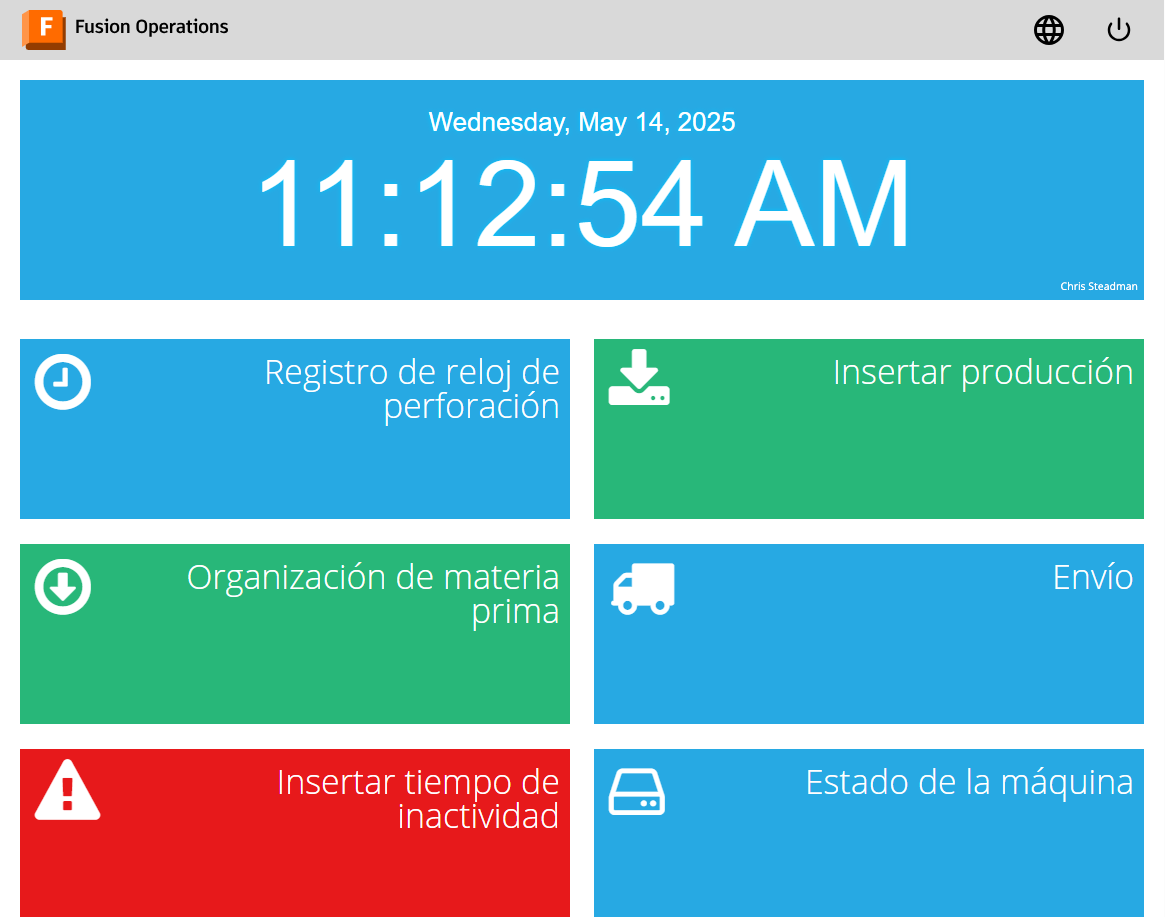 F Fusion Operations
Wednesday, May 14, 2025
11:12:54 AM
Chris Steadman
Registro de reloj de
perforación
Insertar producción
Organización de materia
prima
Envío
Insertar tiempo de
inactividad
Estado de la máquina